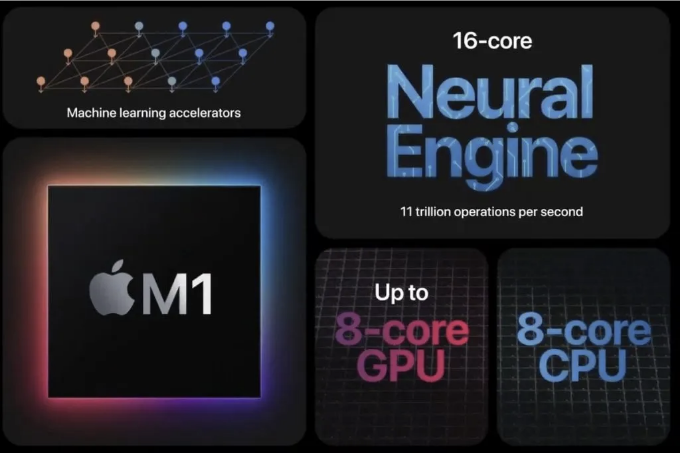 Machine learning accelerators
16-core
Neural
Engine
11 trillion operations per second
M1
Up to
8-core
GPU
8-core
CPU